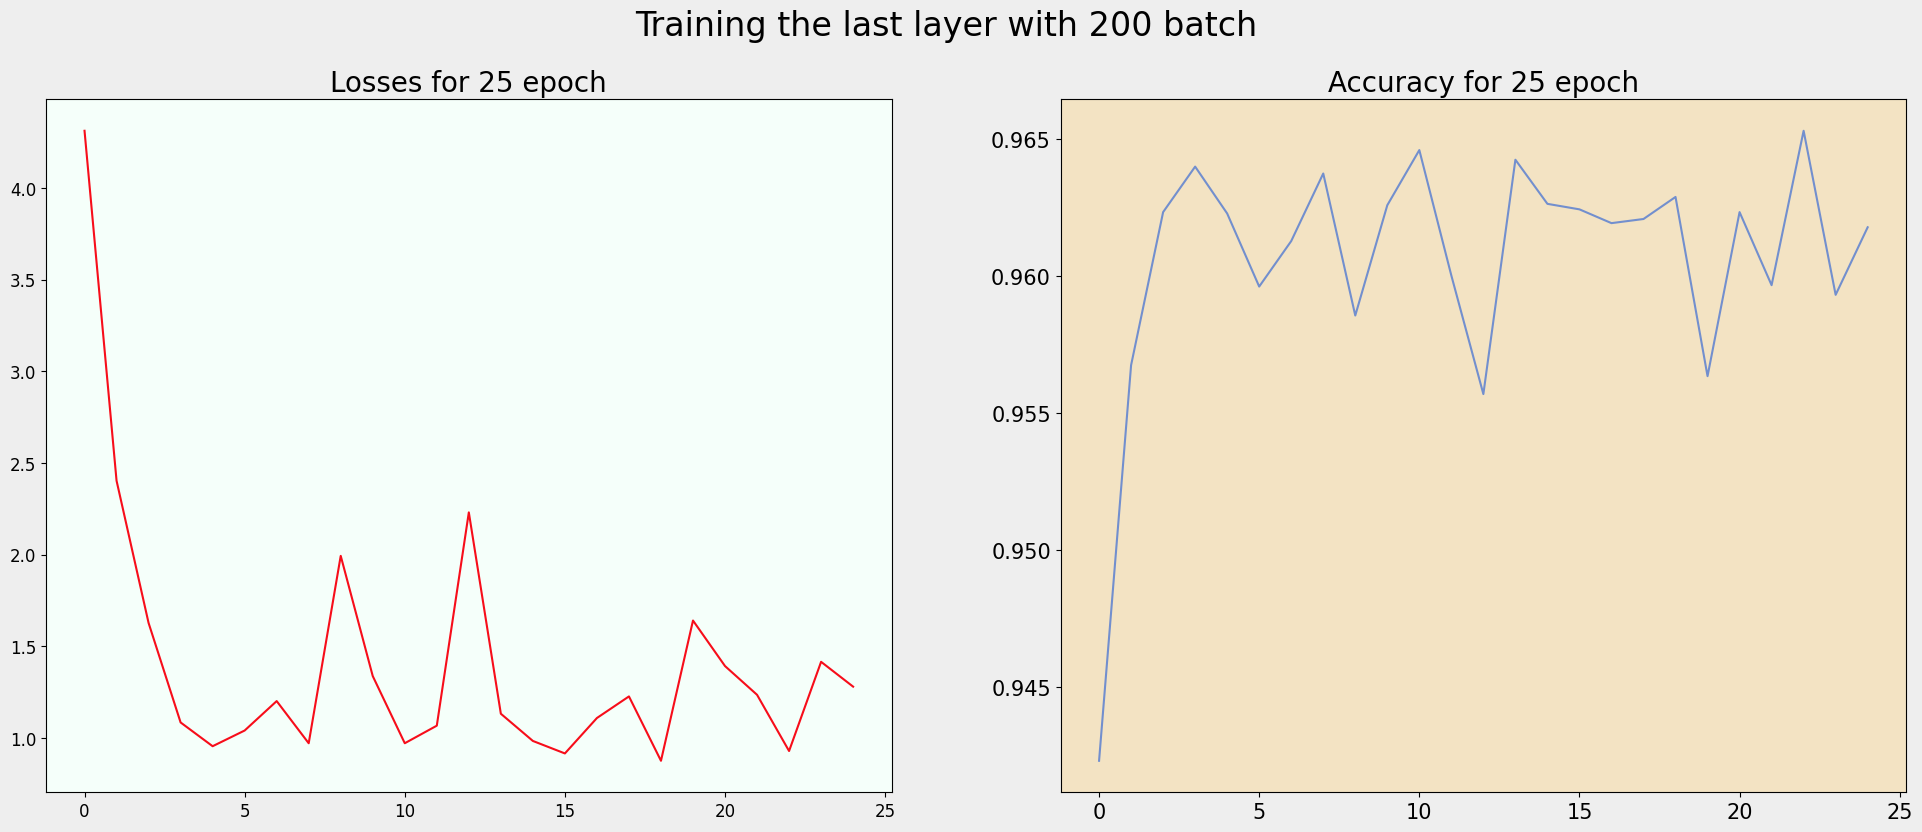 Training the last layer with 200 batch
Losses for 25 epoch
4.0
3.5
3.0
2.5
2.0
1.5
1.0
0 5 10 15 20 25
Accuracy for 25 epoch
0.965
0.960
0.955
0.950
0.945
0 5 10 15 20 25